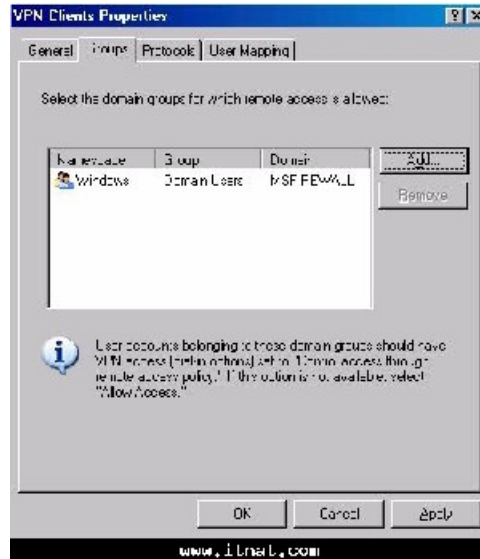 VPN Clients Properties
General Groups Protocols User Mapping
Select the domain groups for which remote access is allowed:
Namespace Group Domain
Windows Domain Users MSFIREWALL
Add...
Remove
User accounts belonging to these domain groups should have
VPN access (dial-in options) set to "Control access through
remote access policy." If this option is not available, select
"Allow Access."
OK Cancel Apply